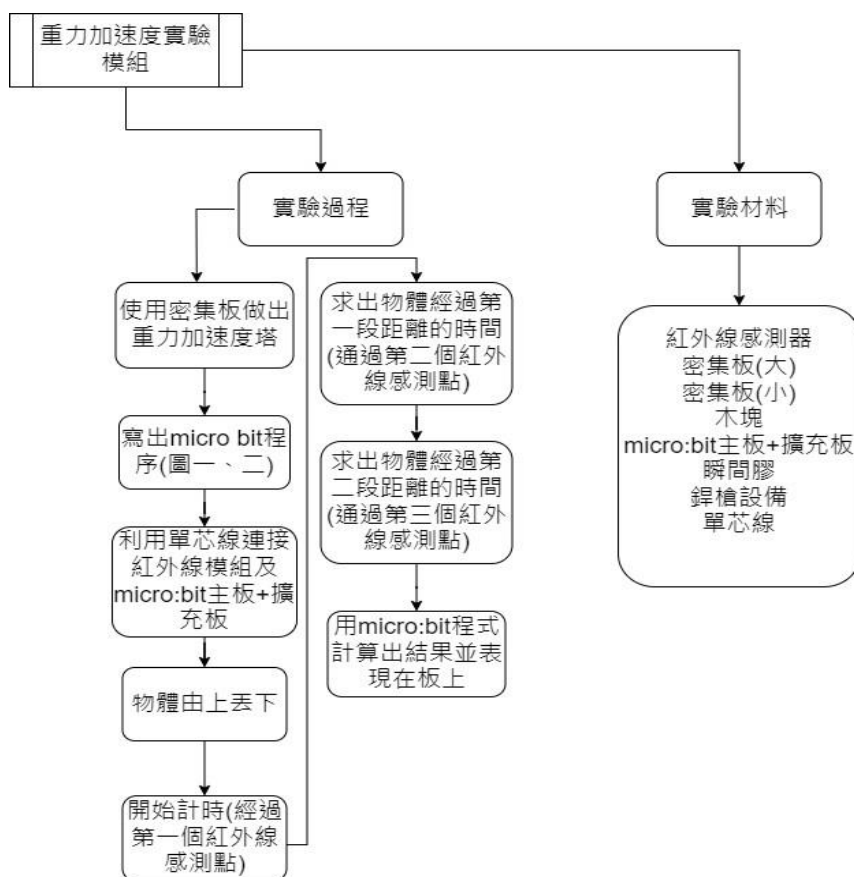 重力加速度實驗
模組
實驗過程
使用密集板做出
重力加速度塔
寫出micro bit程
序(圖一、二)
利用單芯線連接
紅外線模組及
micro:bit主板+擴
充板
物體由上丟下
開始計時(經過
第一個紅外線
感測點)
求出物體經過第
一段距離的時間
(通過第二個紅外
線感測點)
求出物體經過第
二段距離的時間
(通過第三個紅外
線感測點)
用micro:bit程式
計算出結果並表
現在板上
實驗材料
紅外線感測器
密集板(大)
密集板(小)
木塊
micro:bit主板+擴充板
瞬間膠
銲槍設備
單芯線